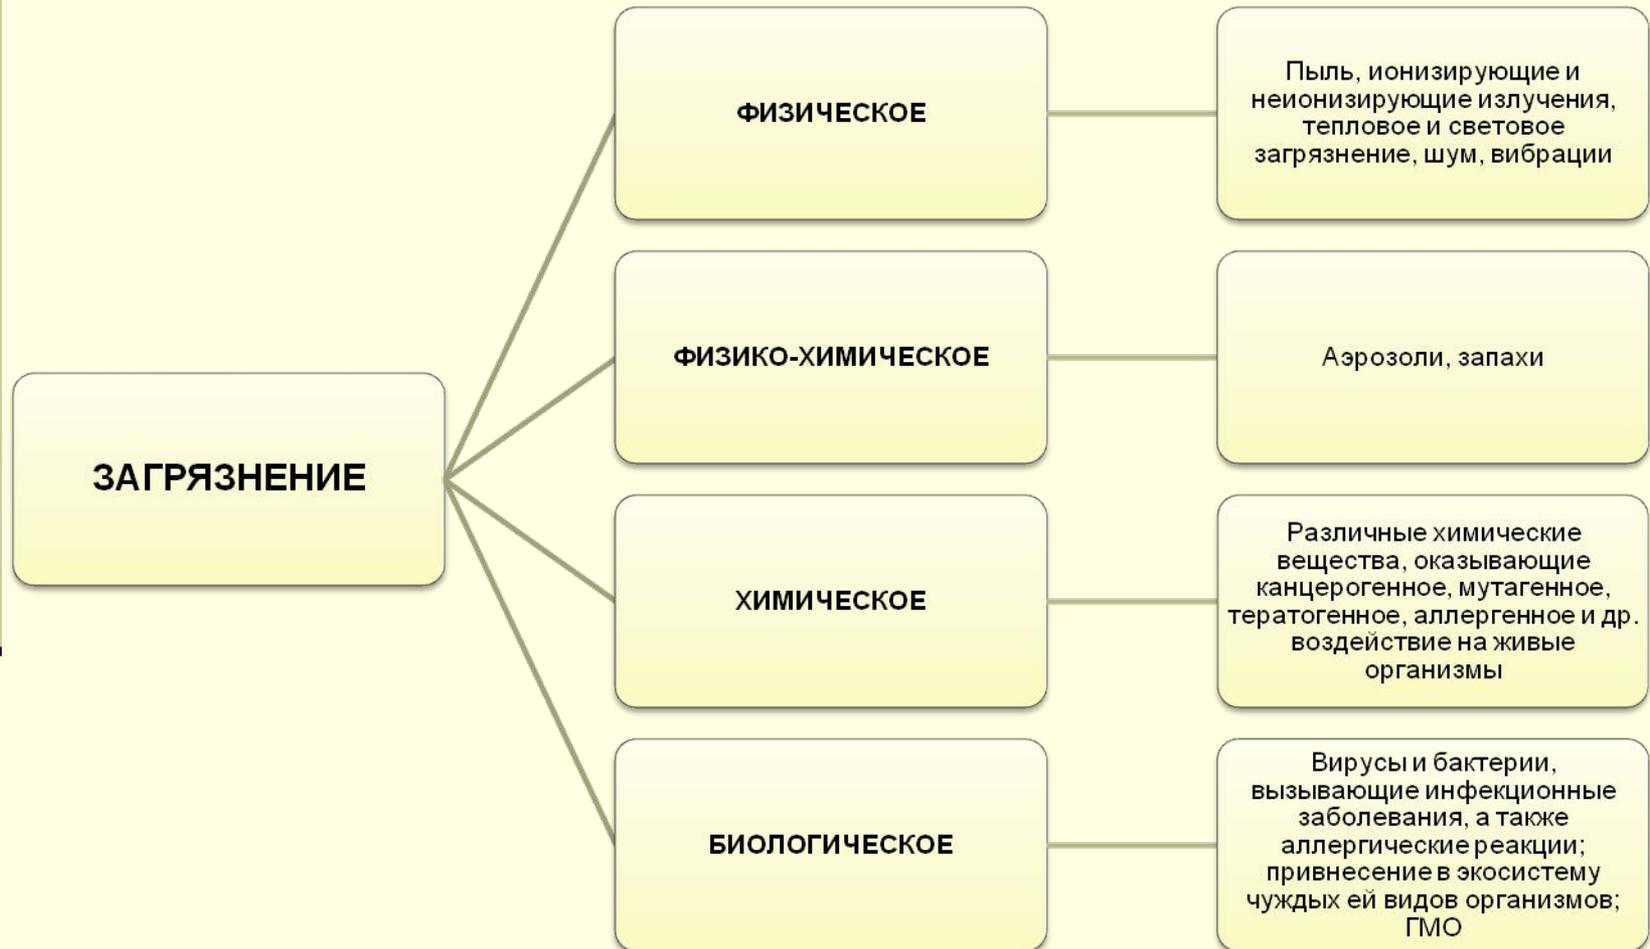 ЗАГРЯЗНЕНИЕ
ФИЗИЧЕСКОЕ
Пыль, ионизирующие и
неионизирующие излучения,
тепловое и световое
загрязнение, шум, вибрации
ФИЗИКО-ХИМИЧЕСКОЕ
Аэрозоли, запахи
ХИМИЧЕСКОЕ
Различные химические
вещества, оказывающие
канцерогенное, мутагенное,
тератогенное, аллергенное и др.
воздействие на живые
организмы
БИОЛОГИЧЕСКОЕ
Вирусы и бактерии,
вызывающие инфекционные
заболевания, а также
аллергические реакции;
привнесение в экосистему
чуждых ей видов организмов;
ГМО